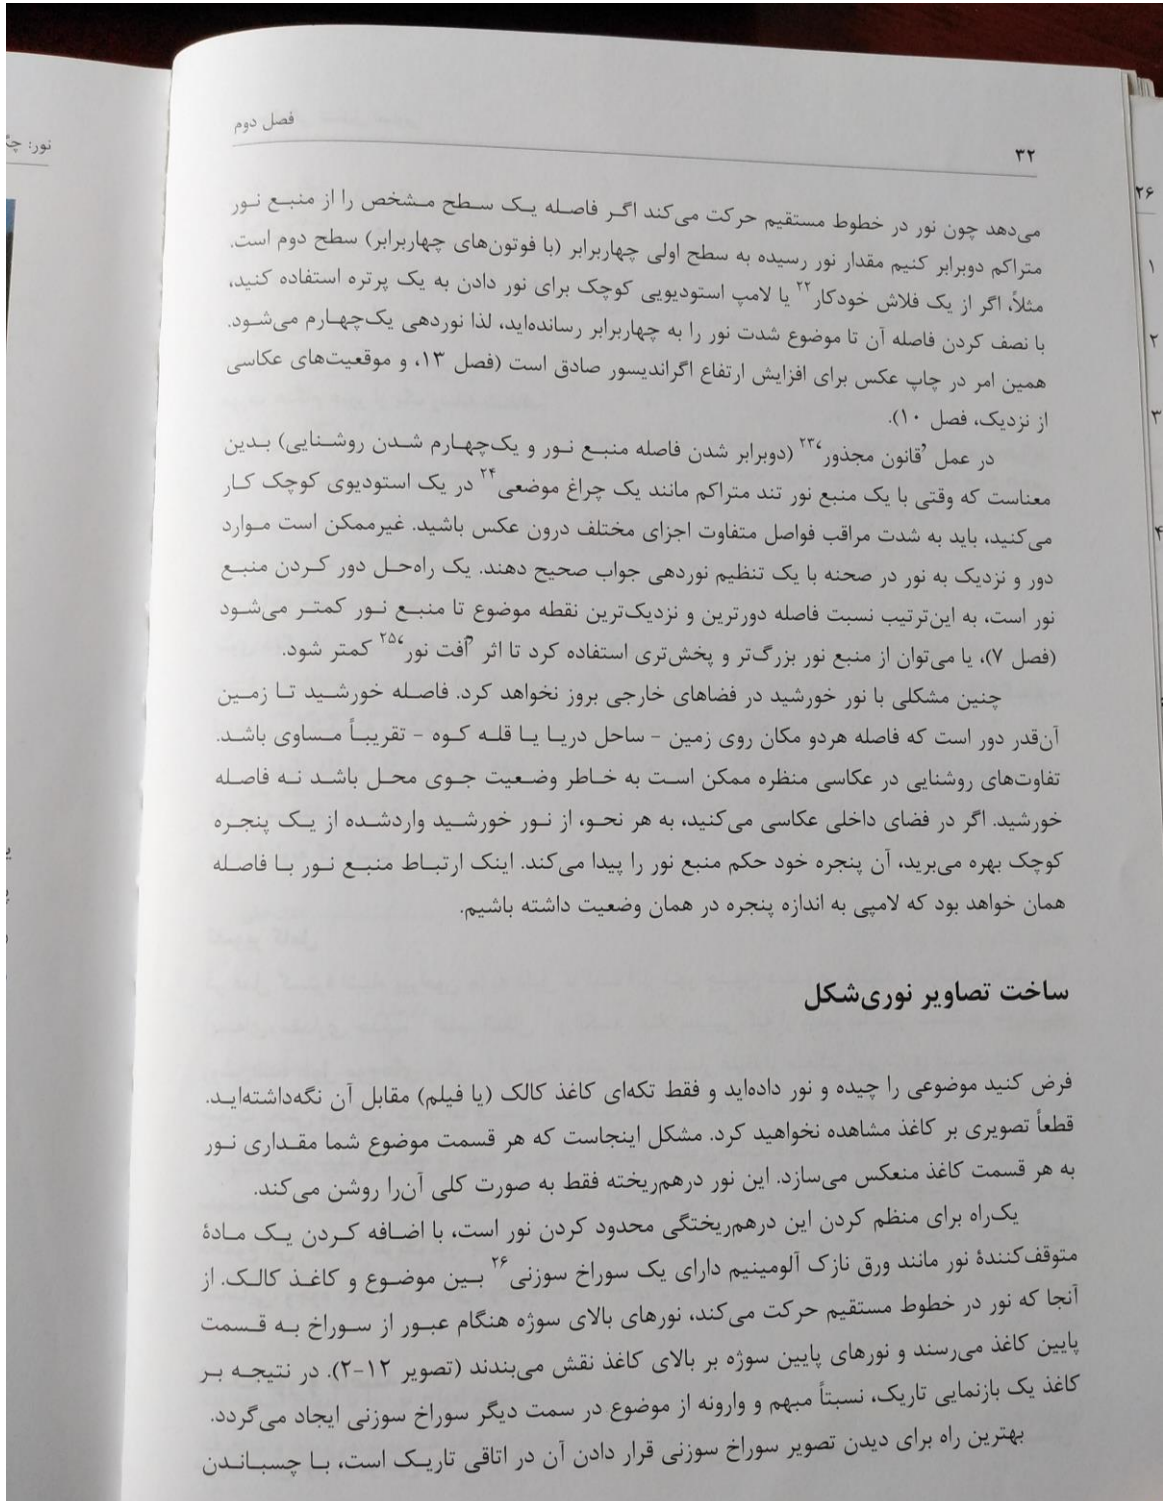 فصل دوم
۳۲
می‌دهد چون نور در خطوط مستقیم حرکت می‌کند اگر فاصله یک سطح مشخص را از منبع نور
متراکم دوبرابر کنیم مقدار نور رسیده به سطح اولی چهاربرابر (با فوتون‌های چهاربرابر) سطح دوم است.
مثلاً، اگر از یک فلاش خودکار۲۲ یا لامپ استودیویی کوچک برای نور دادن به یک پرتره استفاده کنید،
با نصف کردن فاصله آن تا موضوع شدت نور را به چهاربرابر رسانده‌اید، لذا نوردهی یک‌چهارم می‌شود.
همین امر در چاپ عکس برای افزایش ارتفاع اگراندیسور صادق است (فصل ۱۳، و موقعیت‌های عکاسی
از نزدیک، فصل ۱۰).
در عمل ‘قانون مجذور’۲۳ (دوبرابر شدن فاصله منبع نور و یک‌چهارم شدن روشنایی) بدین
معناست که وقتی با یک منبع نور تند متراکم مانند یک چراغ موضعی۲۴ در یک استودیوی کوچک کار
می‌کنید، باید به شدت مراقب فواصل متفاوت اجزای مختلف درون عکس باشید. غیرممکن است موارد
دور و نزدیک به نور در صحنه با یک تنظیم نوردهی جواب صحیح دهند. یک راه‌حل دور کردن منبع
نور است، به این‌ترتیب نسبت فاصله دورترین و نزدیک‌ترین نقطه موضوع تا منبع نور کمتر می‌شود
(فصل ۷)، یا می‌توان از منبع نور بزرگ‌تر و پخش‌تری استفاده کرد تا اثر ‘اُفت نور’۲۵ کمتر شود.
چنین مشکلی با نور خورشید در فضاهای خارجی بروز نخواهد کرد. فاصله خورشید تا زمین
آن‌قدر دور است که فاصله هردو مکان روی زمین - ساحل دریا یا قله کوه - تقریباً مساوی باشد.
تفاوت‌های روشنایی در عکاسی منظره ممکن است به خاطر وضعیت جوی محل باشد نه فاصله
خورشید. اگر در فضای داخلی عکاسی می‌کنید، به هر نحو، از نور خورشید واردشده از یک پنجره
کوچک بهره می‌برید، آن پنجره خود حکم منبع نور را پیدا می‌کند. اینک ارتباط منبع نور با فاصله
همان خواهد بود که لامپی به اندازه پنجره در همان وضعیت داشته باشیم.
ساخت تصاویر نوری‌شکل
فرض کنید موضوعی را چیده و نور داده‌اید و فقط تکه‌ای کاغذ کالک (یا فیلم) مقابل آن نگه‌داشته‌اید.
قطعاً تصویری بر کاغذ مشاهده نخواهید کرد. مشکل اینجاست که هر قسمت موضوع شما مقداری نور
به هر قسمت کاغذ منعکس می‌سازد. این نور درهم‌ریخته فقط به صورت کلی آن‌را روشن می‌کند.
یک‌راه برای منظم کردن این درهم‌ریختگی محدود کردن نور است، با اضافه کردن یک مادهٔ
متوقف‌کنندهٔ نور مانند ورق نازک آلومینیم دارای یک سوراخ سوزنی۲۶ بین موضوع و کاغذ کالک. از
آنجا که نور در خطوط مستقیم حرکت می‌کند، نورهای بالای سوژه هنگام عبور از سوراخ به قسمت
پایین کاغذ می‌رسند و نورهای پایین سوژه بر بالای کاغذ نقش می‌بندند (تصویر ۱۲-۲). در نتیجه بر
کاغذ یک بازنمایی تاریک، نسبتاً مبهم و وارونه از موضوع در سمت دیگر سوراخ سوزنی ایجاد می‌گردد.
بهترین راه برای دیدن تصویر سوراخ سوزنی قرار دادن آن در اتاقی تاریک است، با چسباندن
نور:
۲۶
۱
۲
۳
۴